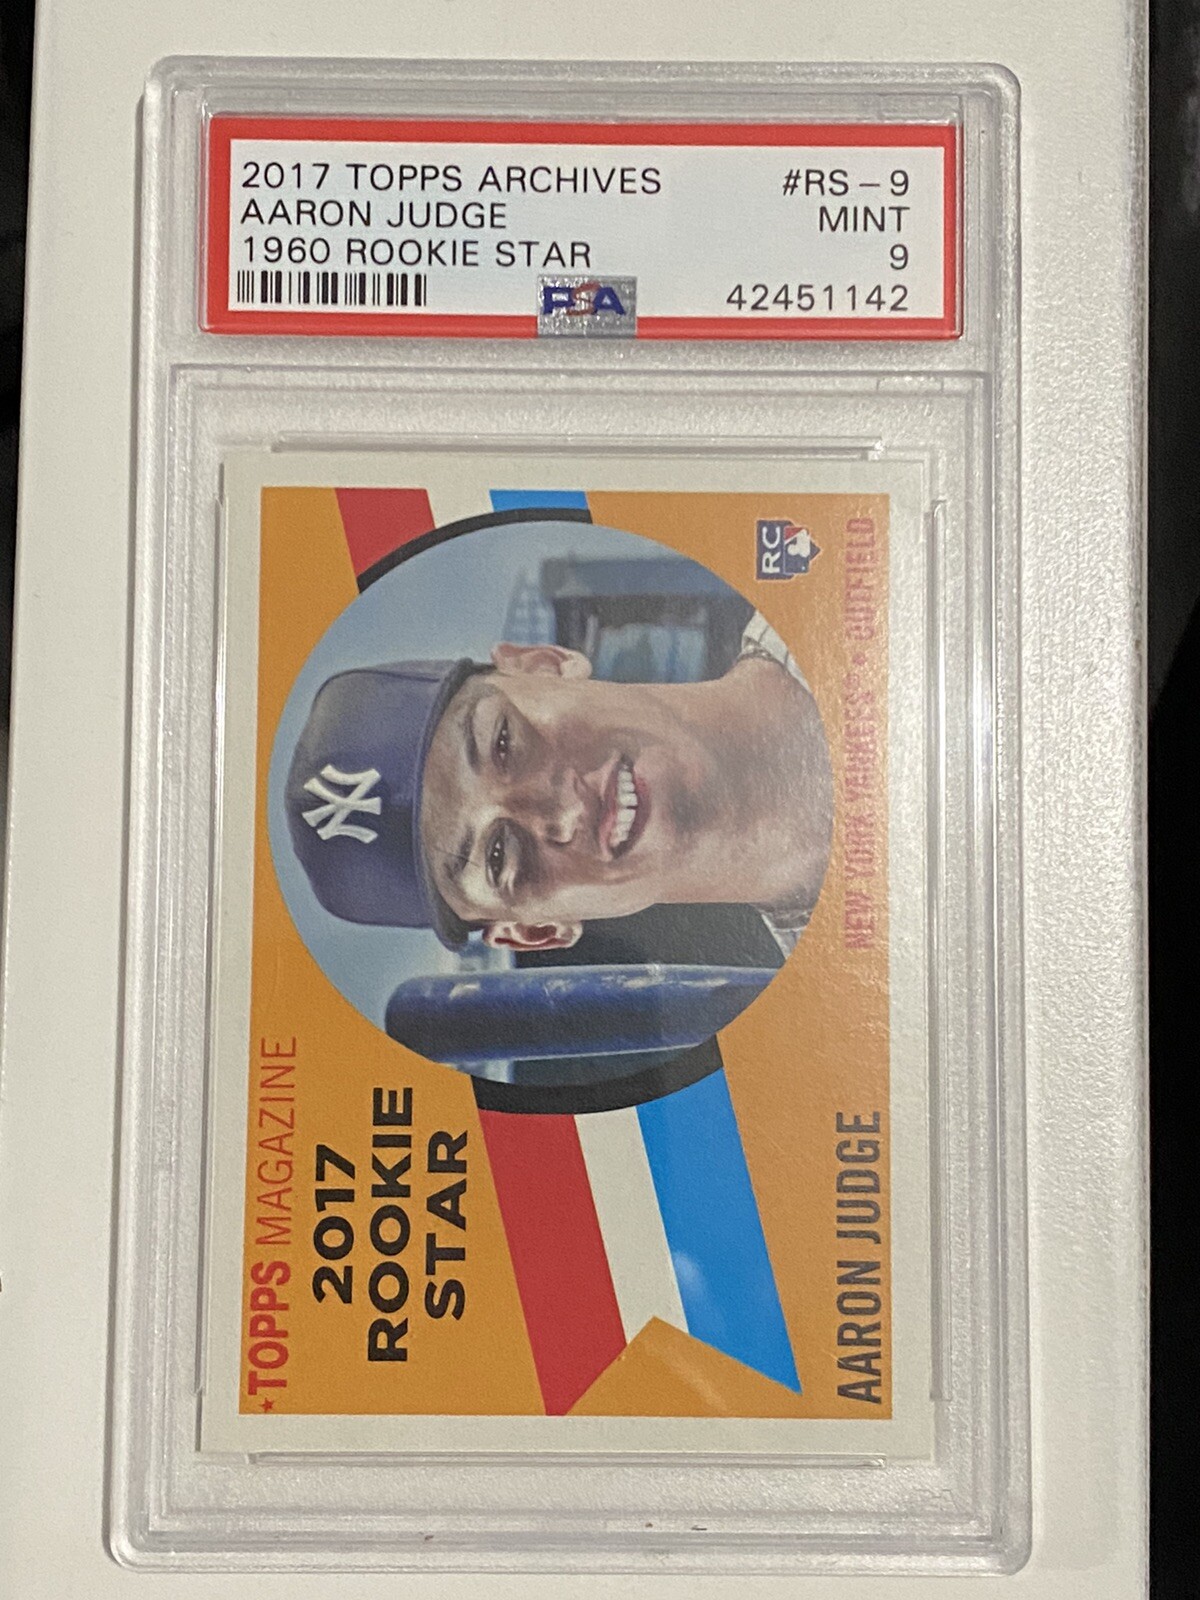 2017 TOPPS ARCHIVES #RS-9
AARON JUDGE MINT
1960 ROOKIE STAR 9
PSA 42451142
★TOPPS MAGAZINE
2017
ROOKIE
STAR
NY
RC
NEW YORK YANKEES® • OUTFIELD
AARON JUDGE